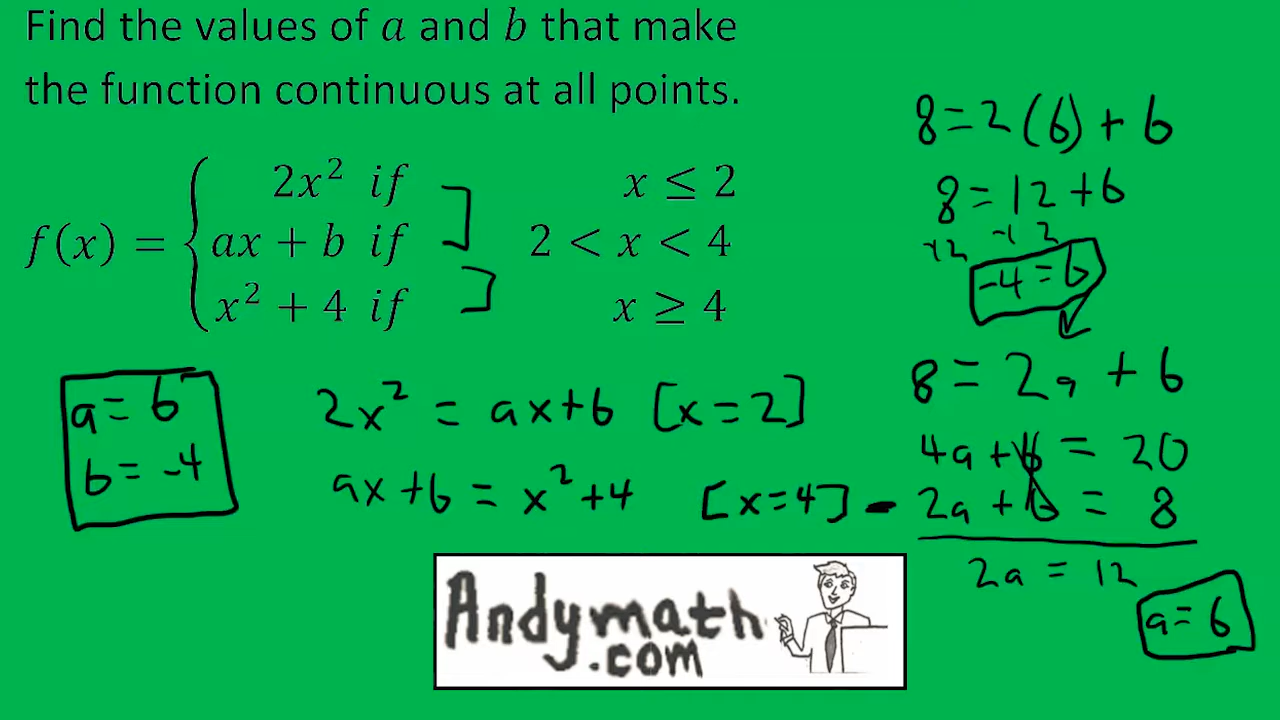 Find the values of a and b that make
the function continuous at all points.
f(x) = { 2x² if x ≤ 2
ax + b if 2 < x < 4
x² + 4 if x ≥ 4
a = 6
b = -4
2x² = ax+b [x=2]
ax+b = x²+4 [x=4]
8=2(6)+b
8=12+b
-12 -12
-4=b
8=2a+b
4a+b=20
- 2a+b=8
2a=12
a=6
Andymath
.com